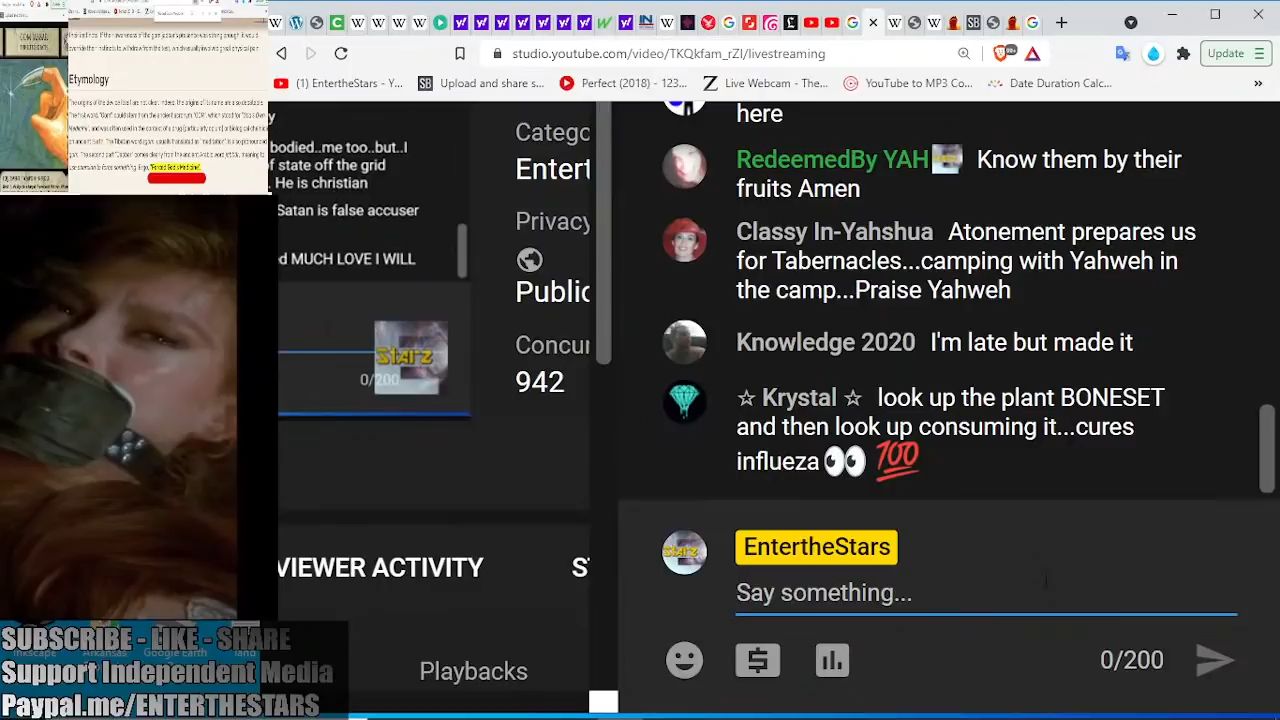 Etymology
studio.youtube.com/video/TKQkfam_rZI/livestreaming
Update
(1) EntertheStars - Y...
Upload and share s...
Perfect (2018) - 123...
Live Webcam - The...
YouTube to MP3 Co...
Date Duration Calc...
bodied..me too..but..I
of state off the grid
He is christian
Satan is false accuser
d MUCH LOVE I WILL
0/200
Catego
Entert
Privacy
Public
Concur
942
here
RedeemedBy YAH Know them by their
fruits Amen
Classy In-Yahshua Atonement prepares us
for Tabernacles...camping with Yahweh in
the camp...Praise Yahweh
Knowledge 2020 I'm late but made it
☆ Krystal ☆ look up the plant BONESET
and then look up consuming it...cures
influeza👀 💯
EntertheStars
Say something...
0/200
VIEWER ACTIVITY
Playbacks
Starz
SUBSCRIBE - LIKE - SHARE
Support Independent Media
Paypal.me/ENTERTHESTARS
Arkansas
Google Earth